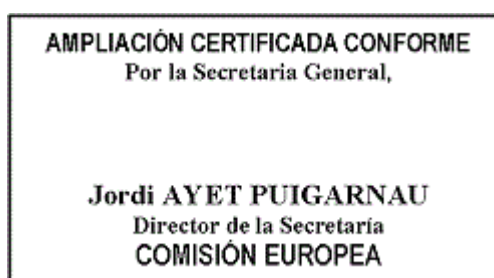 AMPLIACIÓN CERTIFICADA CONFORME
Por la Secretaria General,
Jordi AYET PUIGARNAU
Director de la Secretaría
COMISIÓN EUROPEA